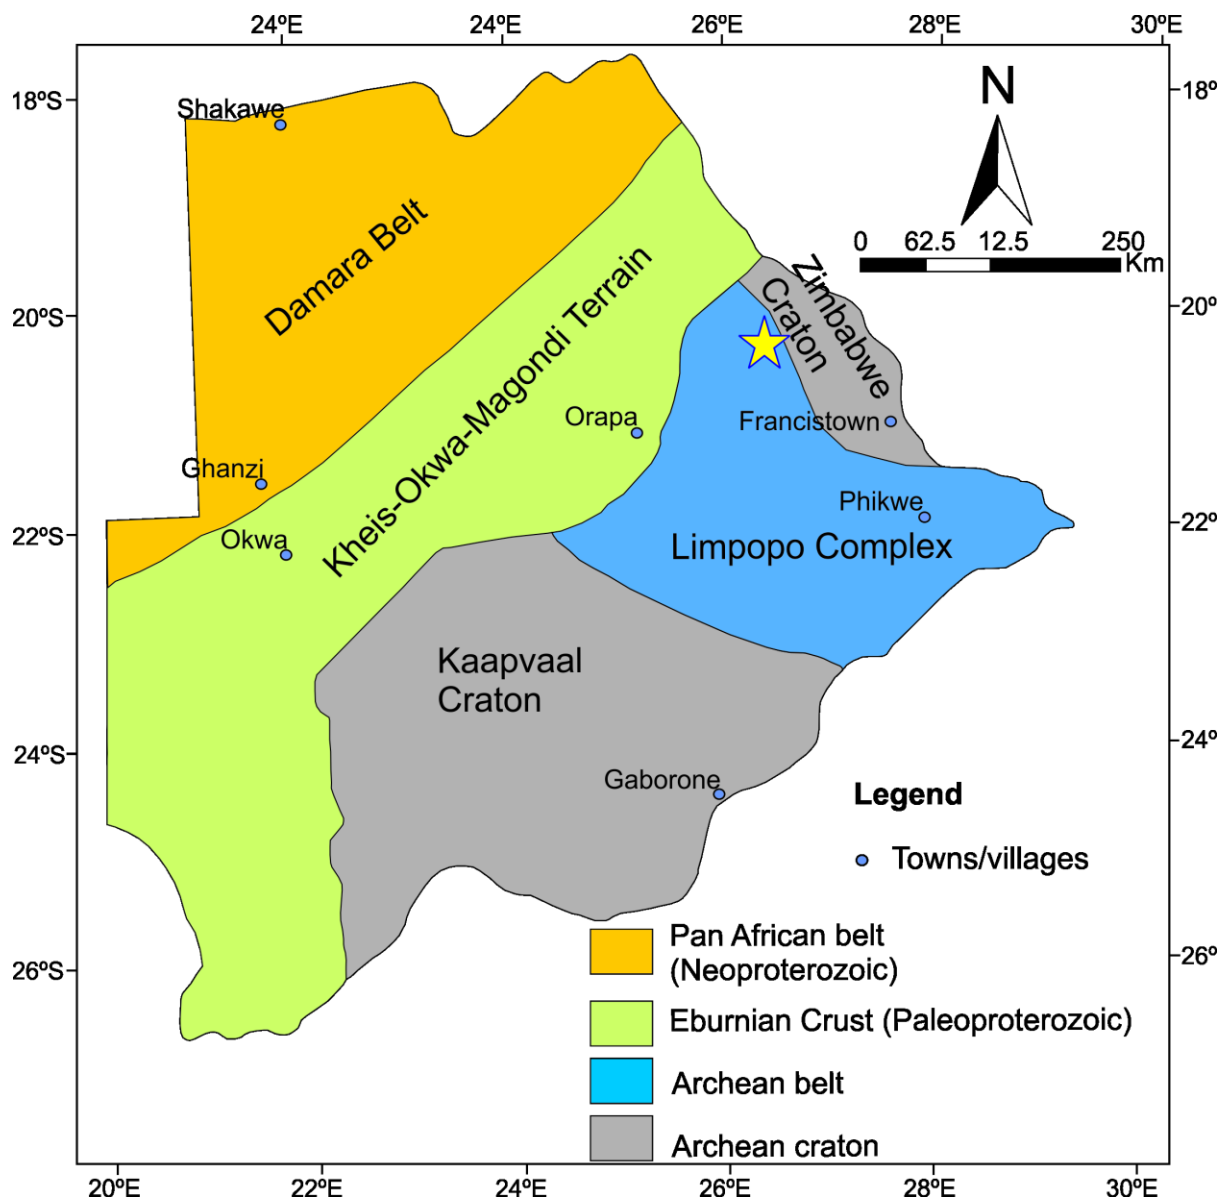 24ºE 24ºE 26ºE 28ºE 30ºE
18ºS
18º
Shakawe
N
0 62.5 12.5 250
Km
Damara Belt
Zimbabwe
Craton
Kheis-Okwa-Magondi Terrain
20ºS
20º
Orapa
Francistown
Ghanzi
Phikwe
22ºS
22º
Okwa
Limpopo Complex
Kaapvaal
Craton
24ºS
24º
Gaborone
Legend
Towns/villages
Pan African belt
(Neoproterozoic)
26ºS
26º
Eburnian Crust (Paleoproterozoic)
Archean belt
Archean craton
20ºE 22ºE 24ºE 26ºE 28ºE 30ºE